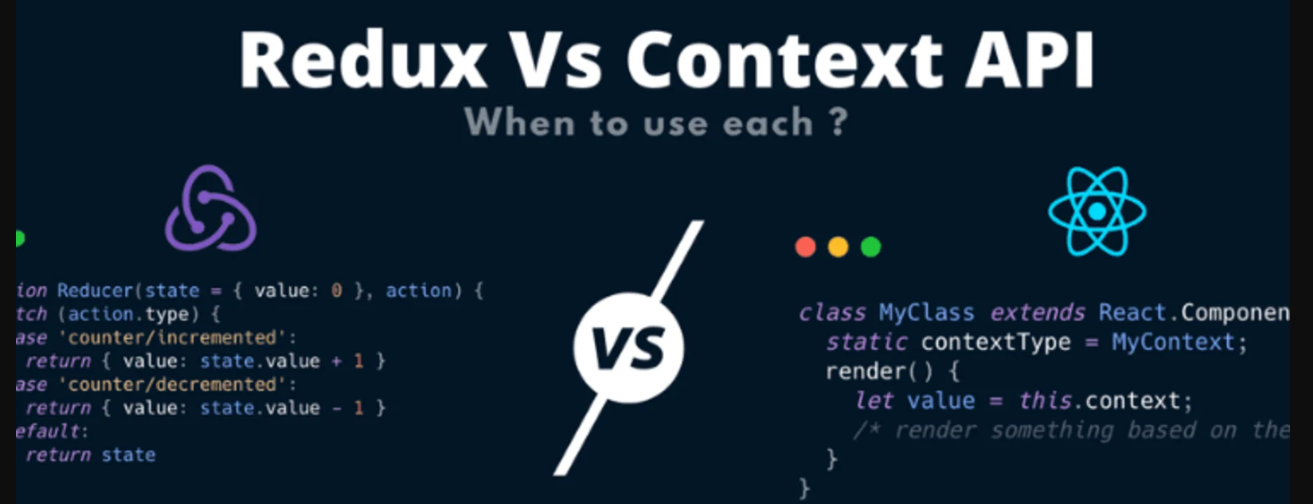 Redux Vs Context API
When to use each ?
ion Reducer(state = { value: 0 }, action) {
tch (action.type) {
ase 'counter/incremented':
return { value: state.value + 1 }
ase 'counter/decremented':
return { value: state.value - 1 }
efault:
return state
VS
class MyClass extends React.Componen
static contextType = MyContext;
render() {
let value = this.context;
/* render something based on the
}
}